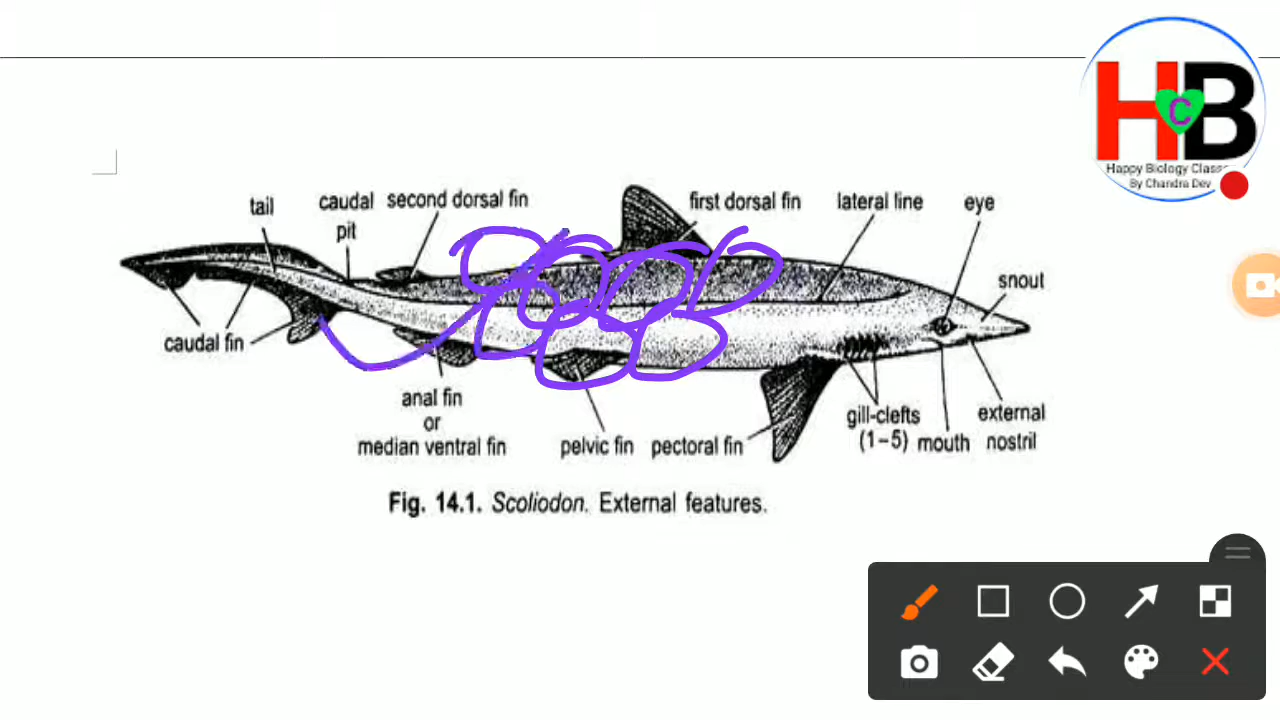 HCB
Happy Biology Classe
By Chandra Dev
tail
caudal
pit
second dorsal fin
first dorsal fin
lateral line
eye
snout
caudal fin
anal fin
or
median ventral fin
pelvic fin
pectoral fin
gill-clefts
(1–5)
mouth
external
nostril
Fig. 14.1. Scoliodon. External features.